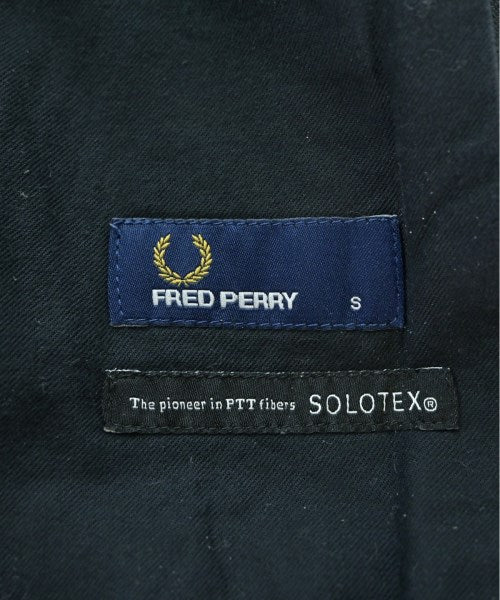 FRED PERRY S
The pioneer in PTT fibers SOLOTEX®